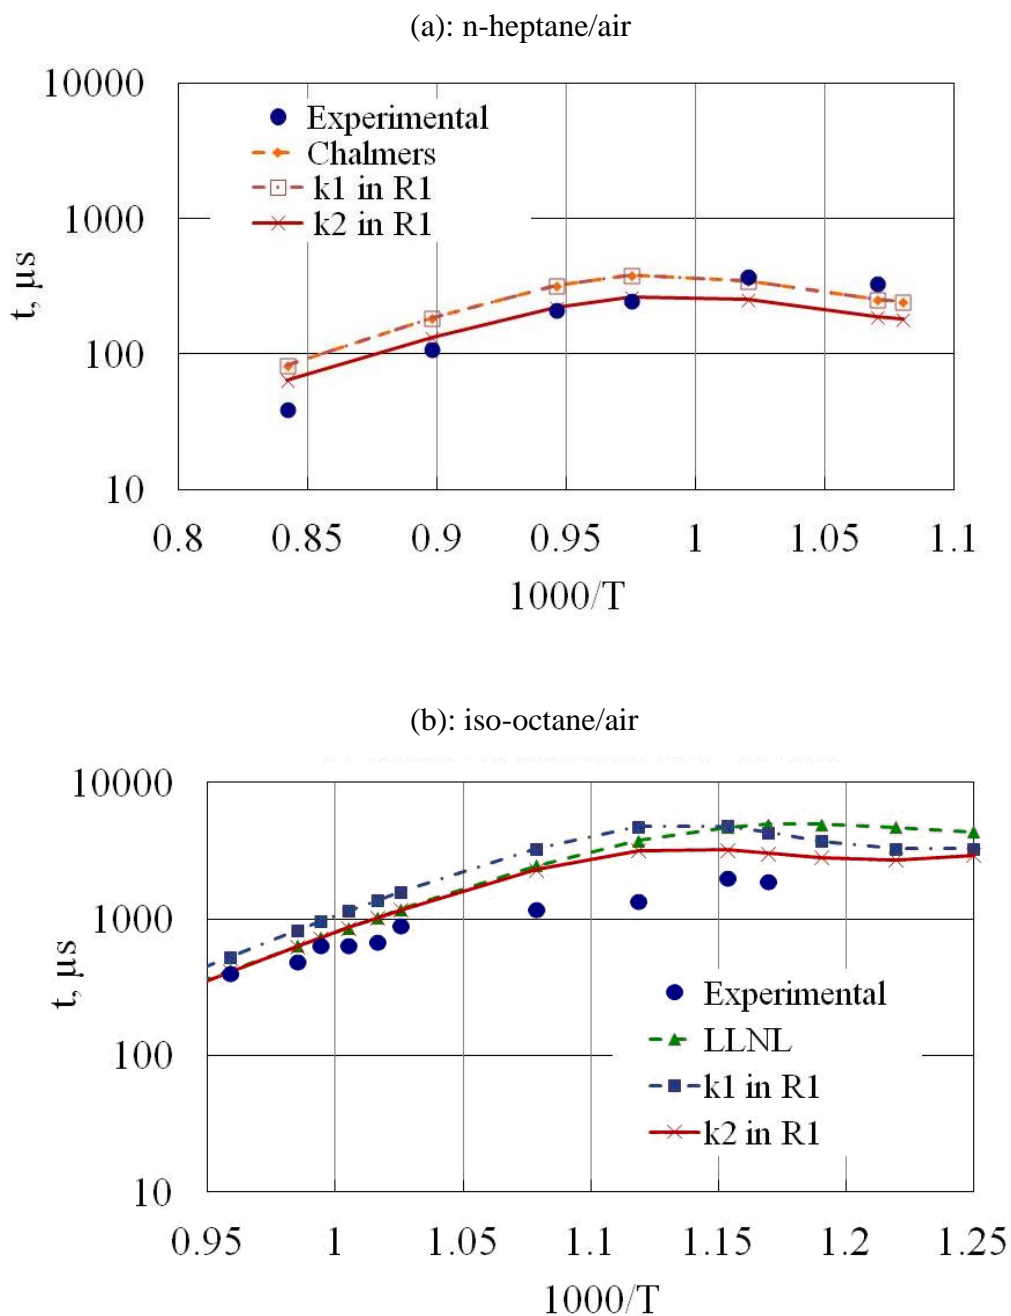 (a): n-heptane/air
10000
1000
100
10
t, µs
Experimental
Chalmers
k1 in R1
k2 in R1
0.8 0.85 0.9 0.95 1 1.05 1.1
1000/T
(b): iso-octane/air
10000
1000
100
10
t, µs
Experimental
LLNL
k1 in R1
k2 in R1
0.95 1 1.05 1.1 1.15 1.2 1.25
1000/T